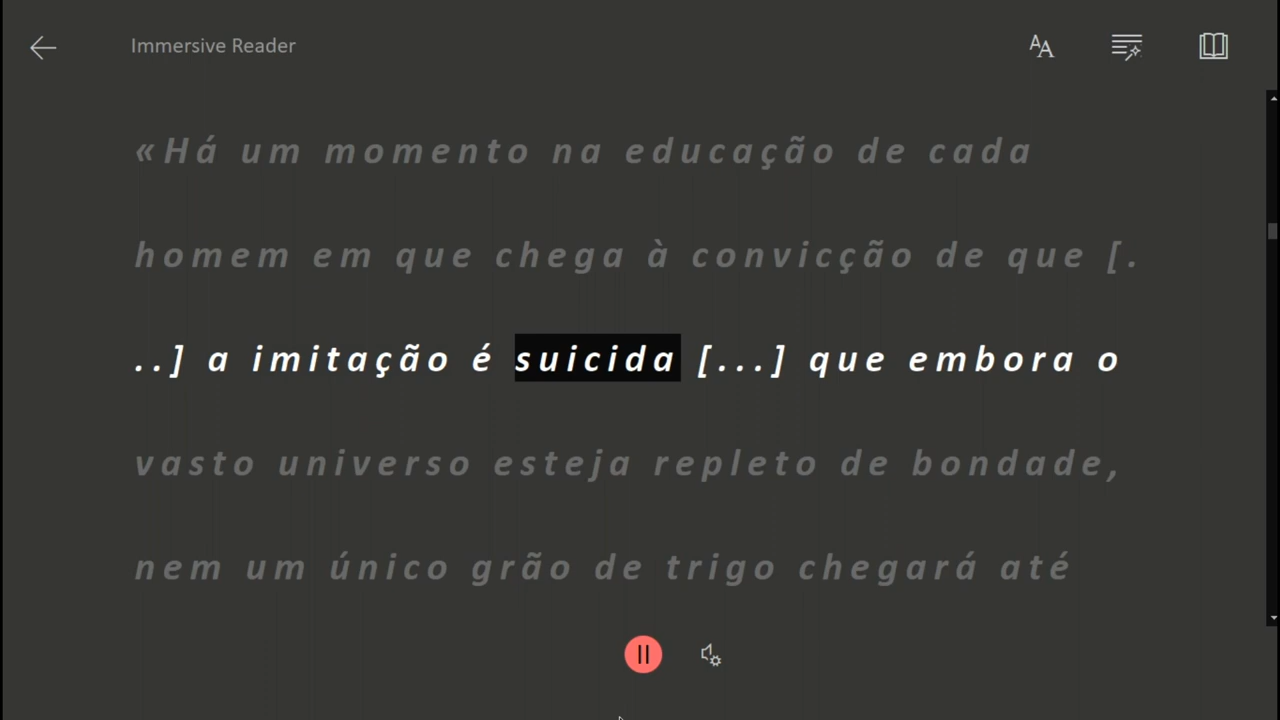 Immersive Reader
«Há um momento na educação de cada
homem em que chega à convicção de que [.
..] a imitação é suicida [...] que embora o
vasto universo esteja repleto de bondade,
nem um único grão de trigo chegará até